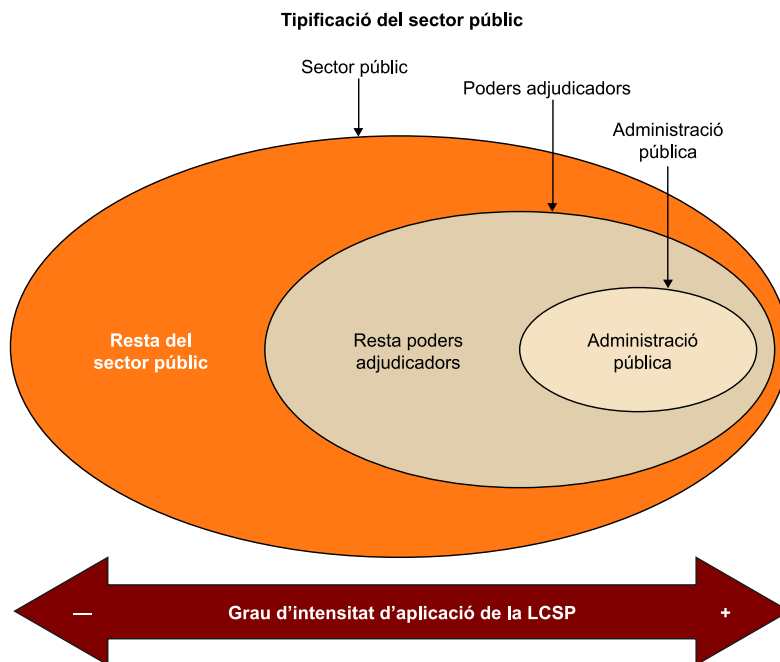 Tipificació del sector públic
Sector públic
Poders adjudicadors
Administració
pública
Resta del
sector públic
Resta poders
adjudicadors
Administració
pública
— Grau d’intensitat d’aplicació de la LCSP +